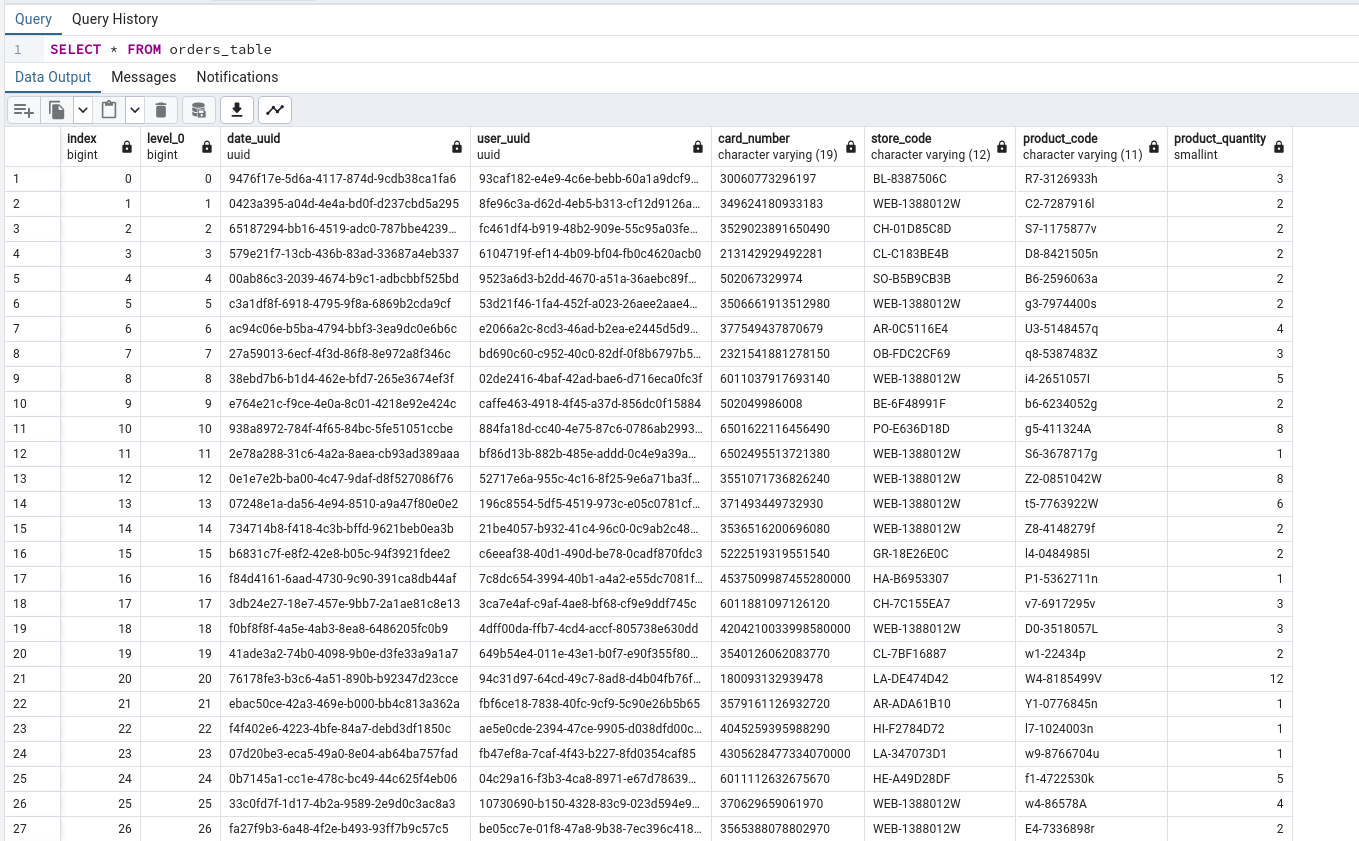 Query Query History
1 SELECT * FROM orders_table
Data Output Messages Notifications
index level_0 date_uuid user_uuid card_number store_code product_code product_quantity
bigint bigint uuid uuid character varying (19) character varying (12) character varying (11) smallint
1 0 0 9476f17e-5d6a-4117-874d-9cdb38ca1fa6 93caf182-e4e9-4c6e-bebb-60a1a9dcf9… 30060773296197 BL-8387506C R7-3126933h 3
2 1 1 0423a395-a04d-4e4a-bd0f-d237cbd5a295 8fe96c3a-d62d-4eb5-b313-cf12d9126a… 349624180933183 WEB-1388012W C2-7287916l 2
3 2 2 65187294-bb16-4519-adc0-787bbe4239… fc461df4-b919-48b2-909e-55c95a03fe… 3529023891650490 CH-01D85C8D S7-1175877v 2
4 3 3 579e21f7-13cb-436b-83ad-33687a4eb337 6104719f-ef14-4b09-bf04-fb0c4620acb0 213142929492281 CL-C183BE4B D8-8421505n 2
5 4 4 00ab86c3-2039-4674-b9c1-adbcbbf525bd 9523a6d3-b2dd-4670-a51a-36aebc89f… 502067329974 SO-B5B9CB3B B6-2596063a 2
6 5 5 c3a1df8f-6918-4795-9f8a-6869b2cda9cf 53d21f46-1fa4-452f-a023-26aee2aae4… 3506661913512980 WEB-1388012W g3-7974400s 2
7 6 6 ac94c06e-b5ba-4794-bbf3-3ea9dc0e6b6c e2066a2c-8cd3-46ad-b2ea-e2445d5d9… 377549437870679 AR-0C5116E4 U3-5148457q 4
8 7 7 27a59013-6ecf-4f3d-86f8-8e972a8f346c bd690c60-c952-40c0-82df-0f8b6797b5… 2321541881278150 OB-FDC2CF69 q8-5387483Z 3
9 8 8 38ebd7b6-b1d4-462e-bfd7-265e3674ef3f 02de2416-4baf-42ad-bae6-d716eca0fc3f 6011037917693140 WEB-1388012W i4-2651057I 5
10 9 9 e764e21c-f9ce-4e0a-8c01-4218e92e424c caffe463-4918-4f45-a37d-856dc0f15884 502049986008 BE-6F48991F b6-6234052g 2
11 10 10 938a8972-784f-4f65-84bc-5fe51051ccbe 884fa18d-cc40-4e75-87c6-0786ab2993… 6501622116456490 PO-E636D18D g5-411324A 8
12 11 11 2e78a288-31c6-4a2a-8aea-cb93ad389aaa bf86d13b-882b-485e-addd-0c4e9a39a… 6502495513721380 WEB-1388012W S6-3678717g 1
13 12 12 0e1e7e2b-ba00-4c47-9daf-d8f527086f76 52717e6a-955c-4c16-8f25-9e6a71ba3f… 3551071736826240 WEB-1388012W Z2-0851042W 8
14 13 13 07248e1a-da56-4e94-8510-a9a47f80e0e2 196c8554-5df5-4519-973c-e05c0781cf… 371493449732930 WEB-1388012W t5-7763922W 6
15 14 14 734714b8-f418-4c3b-bffd-9621beb0ea3b 21be4057-b932-41c4-96c0-0c9ab2c48… 3536516200696080 WEB-1388012W Z8-4148279f 2
16 15 15 b6831c7f-e8f2-42e8-b05c-94f3921fdee2 c6eeaf38-40d1-490d-be78-0cadf870fdc3 5222519319551540 GR-18E26E0C l4-0484985I 2
17 16 16 f84d4161-6aad-4730-9c90-391ca8db44af 7c8dc654-3994-40b1-a4a2-e55dc7081f… 4537509987455280000 HA-B6953307 P1-5362711n 1
18 17 17 3db24e27-18e7-457e-9bb7-2a1ae81c8e13 3ca7e4af-c9af-4ae8-bf68-cf9e9ddf745c 6011881097126120 CH-7C155EA7 v7-6917295v 3
19 18 18 f0bf8f8f-4a5e-4ab3-8ea8-6486205fc0b9 4dff00da-ffb7-4cd4-accf-805738e630dd 4204210033998580000 WEB-1388012W D0-3518057L 3
20 19 19 41ade3a2-74b0-4098-9b0e-d3fe33a9a1a7 649b54e4-011e-43e1-b0f7-e90f355f80… 3540126062083770 CL-7BF16887 w1-22434p 2
21 20 20 76178fe3-b3c6-4a51-890b-b92347d23cce 94c31d97-64cd-49c7-8ad8-d4b04fb76f… 180093132939478 LA-DE474D42 W4-8185499V 12
22 21 21 ebac50ce-42a3-469e-b000-bb4c813a362a fbf6ce18-7838-40fc-9cf9-5c90e26b5b65 3579161126932720 AR-ADA61B10 Y1-0776845n 1
23 22 22 f4f402e6-4223-4bfe-84a7-debd3df1850c ae5e0cde-2394-47ce-9905-d038dfd00c… 4045259395988290 HI-F2784D72 l7-1024003n 1
24 23 23 07d20be3-eca5-49a0-8e04-ab64ba757fad fb47ef8a-7caf-4f43-b227-8fd0354caf85 4305628477334070000 LA-347073D1 w9-8766704u 1
25 24 24 0b7145a1-cc1e-478c-bc49-44c625f4eb06 04c29a16-f3b3-4ca8-8971-e67d78639… 6011112632675670 HE-A49D28DF f1-4722530k 5
26 25 25 33c0fd7f-1d17-4b2a-9589-2e9d0c3ac8a3 10730690-b150-4328-83c9-023d594e9… 370629659061970 WEB-1388012W w4-86578A 4
27 26 26 fa27f9b3-6a48-4f2e-b493-93ff7b9c57c5 be05cc7e-01f8-47a8-9b38-7ec396c418… 3565388078802970 WEB-1388012W E4-7336898r 2